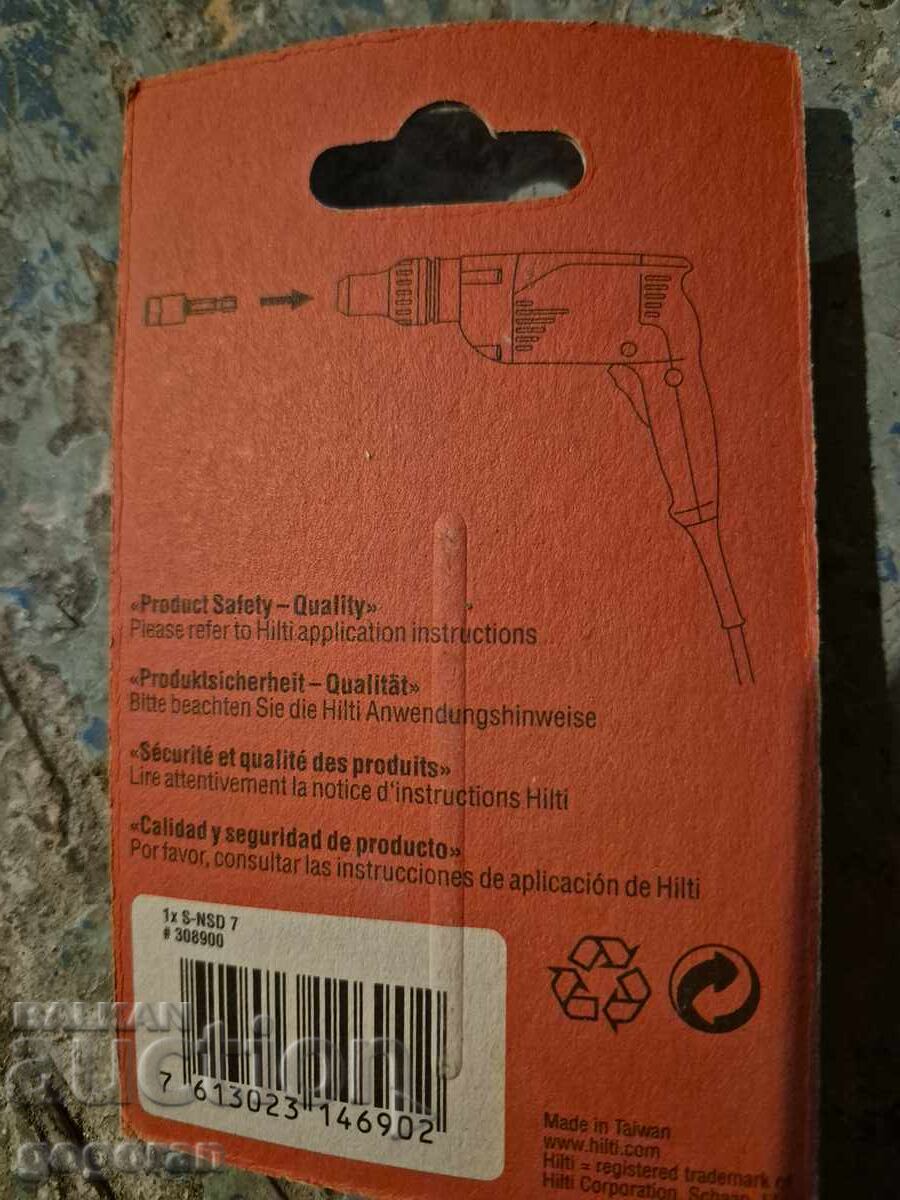 «Product Safety – Quality»
Please refer to Hilti application instructions
«Produktsicherheit – Qualität»
Bitte beachten Sie die Hilti Anwendungshinweise
«Sécurité et qualité des produits»
Lire attentivement la notice d'instructions Hilti
«Calidad y seguridad de producto»
Por favor, consultar las instrucciones de aplicación de Hilti
1x S-NSD 7
# 308900
7 613023 146902
Made in Taiwan
www.hilti.com
Hilti = registered trademark of
Hilti Corporation,
BALKAN
auction
gogorah